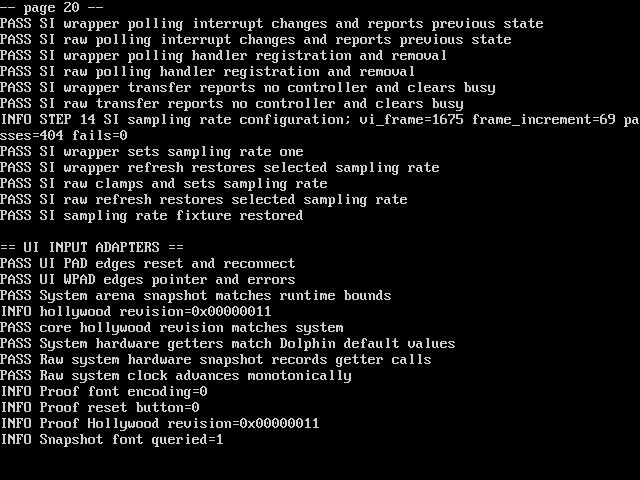 -- page 20 --
PASS SI wrapper polling interrupt changes and reports previous state
PASS SI raw polling interrupt changes and reports previous state
PASS SI wrapper polling handler registration and removal
PASS SI raw polling handler registration and removal
PASS SI wrapper transfer reports no controller and clears busy
PASS SI raw transfer reports no controller and clears busy
INFO STEP 14 SI sampling rate configuration; vi_frame=1675 frame_increment=69 pa
sses=404 fails=0
PASS SI wrapper sets sampling rate one
PASS SI wrapper refresh restores selected sampling rate
PASS SI raw clamps and sets sampling rate
PASS SI raw refresh restores selected sampling rate
PASS SI sampling rate fixture restored
== UI INPUT ADAPTERS ==
PASS UI PAD edges reset and reconnect
PASS UI WPAD edges pointer and errors
PASS System arena snapshot matches runtime bounds
INFO hollywood revision=0x00000011
PASS core hollywood revision matches system
PASS System hardware getters match Dolphin default values
PASS Raw system hardware snapshot records getter calls
PASS Raw system clock advances monotonically
INFO Proof font encoding=0
INFO Proof reset button=0
INFO Proof Hollywood revision=0x00000011
INFO Snapshot font queried=1